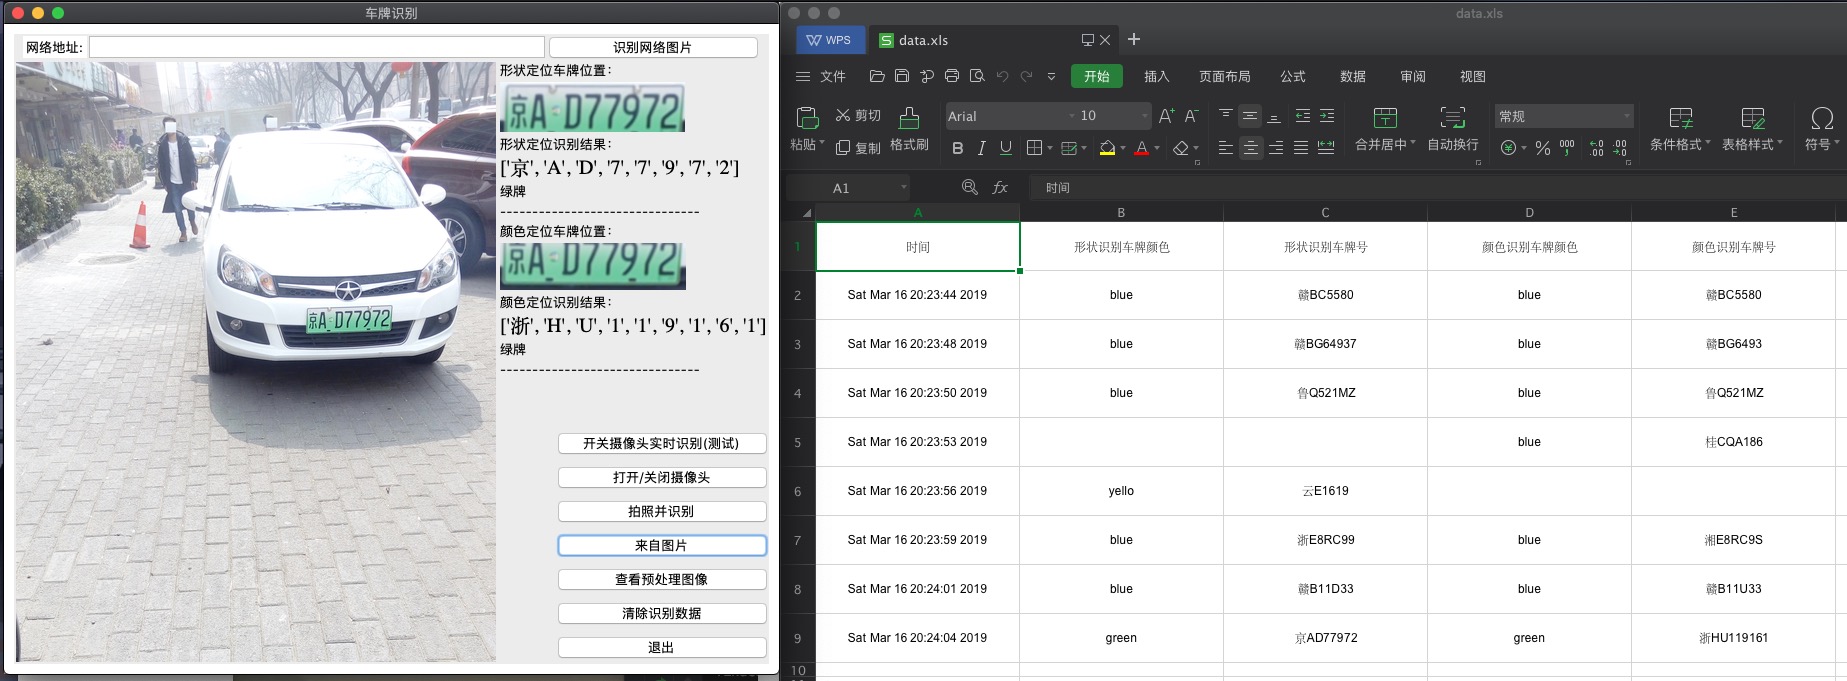 车牌识别
网络地址:
识别网络图片
形状定位车牌位置:
京A D77972
形状定位识别结果:
['京', 'A', 'D', '7', '7', '9', '7', '2']
绿牌
-------------------------------
颜色定位车牌位置:
京A D77972
颜色定位识别结果:
['浙', 'H', 'U', '1', '1', '9', '1', '6', '1']
绿牌
-------------------------------
京A D77972
开关摄像头实时识别(测试)
打开/关闭摄像头
拍照并识别
来自图片
查看预处理图像
清除识别数据
退出
data.xls
WPS data.xls
文件 开始 插入 页面布局 公式 数据 审阅 视图
粘贴 剪切 复制 格式刷 Arial 10 A+ A- B I U A 合并居中 自动换行 常规 % 000 .00 .00 条件格式 表格样式 符号
A1 fx 时间
A B C D E
1 时间 形状识别车牌颜色 形状识别车牌号 颜色识别车牌颜色 颜色识别车牌号
2 Sat Mar 16 20:23:44 2019 blue 赣BC5580 blue 赣BC5580
3 Sat Mar 16 20:23:48 2019 blue 赣BG64937 blue 赣BG6493
4 Sat Mar 16 20:23:50 2019 blue 鲁Q521MZ blue 鲁Q521MZ
5 Sat Mar 16 20:23:53 2019 blue 桂CQA186
6 Sat Mar 16 20:23:56 2019 yello 云E1619
7 Sat Mar 16 20:23:59 2019 blue 浙E8RC99 blue 湘E8RC9S
8 Sat Mar 16 20:24:01 2019 blue 赣B11D33 blue 赣B11U33
9 Sat Mar 16 20:24:04 2019 green 京AD77972 green 浙HU119161
10